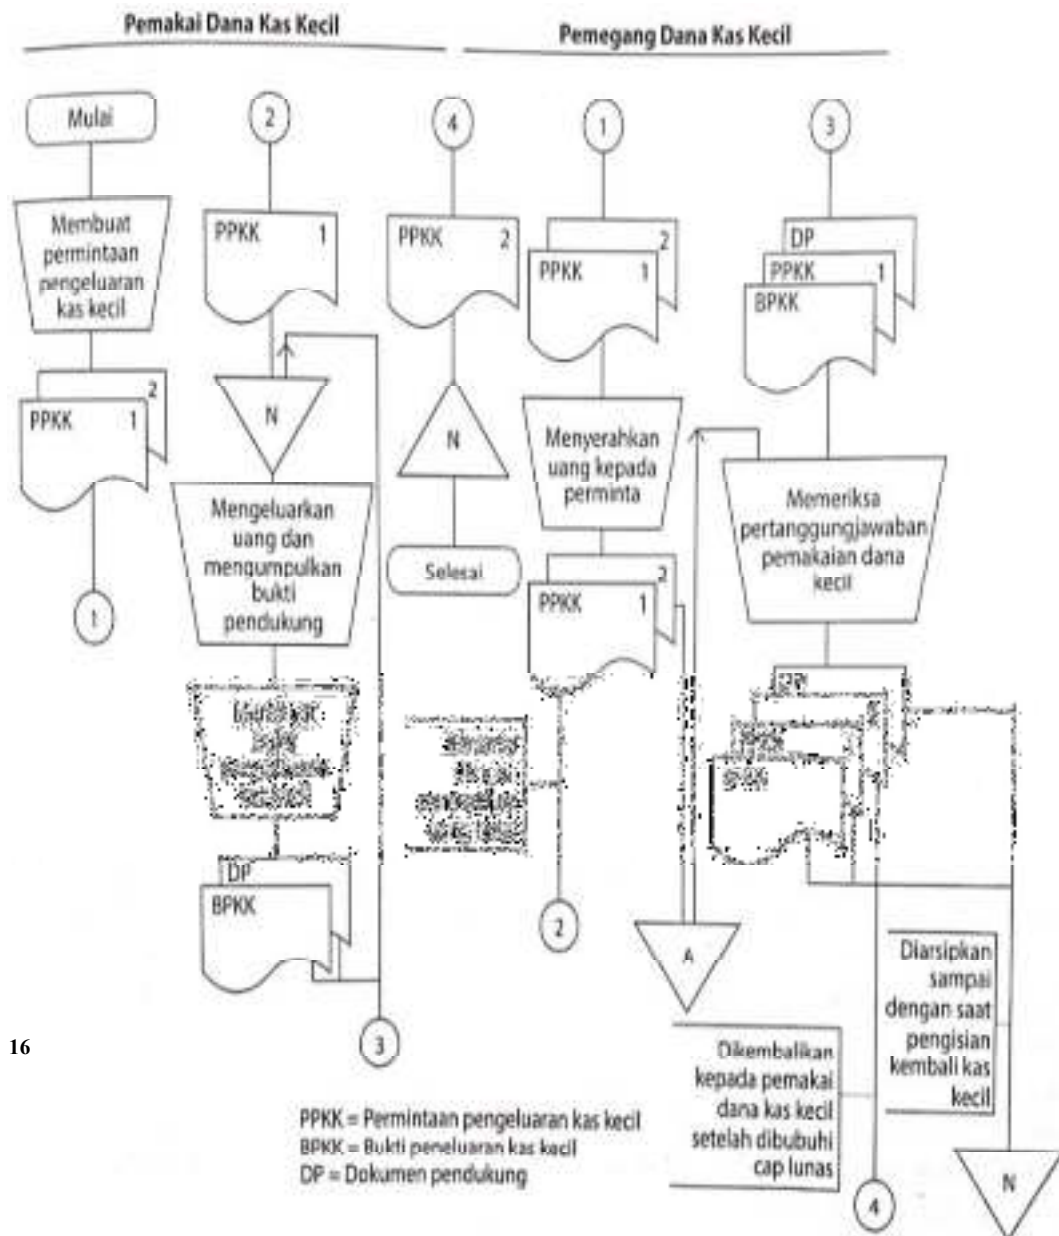 Pemakai Dana Kas Kecil
Pemegang Dana Kas Kecil
Mulai
Membuat
permintaan
pengeluaran
kas kecil
PPKK 1
2
1
2
PPKK 1
N
Mengeluarkan
uang dan
mengumpulkan
bukti
pendukung
DP
BPKK
3
4
PPKK 2
N
Selesai
1
2
PPKK 1
Menyerahkan
uang kepada
perminta
2
PPKK 1
2
A
3
DP
PPKK 1
BPKK
Memeriksa
pertanggungjawaban
pemakaian dana
kecil
Dikembalikan
kepada pemakai
dana kas kecil
setelah dibubuhi
cap lunas
4
Diarsipkan
sampai
dengan saat
pengisian
kembali kas
kecil
N
16
PPKK = Permintaan pengeluaran kas kecil
BPKK = Bukti peneluaran kas kecil
DP = Dokumen pendukung